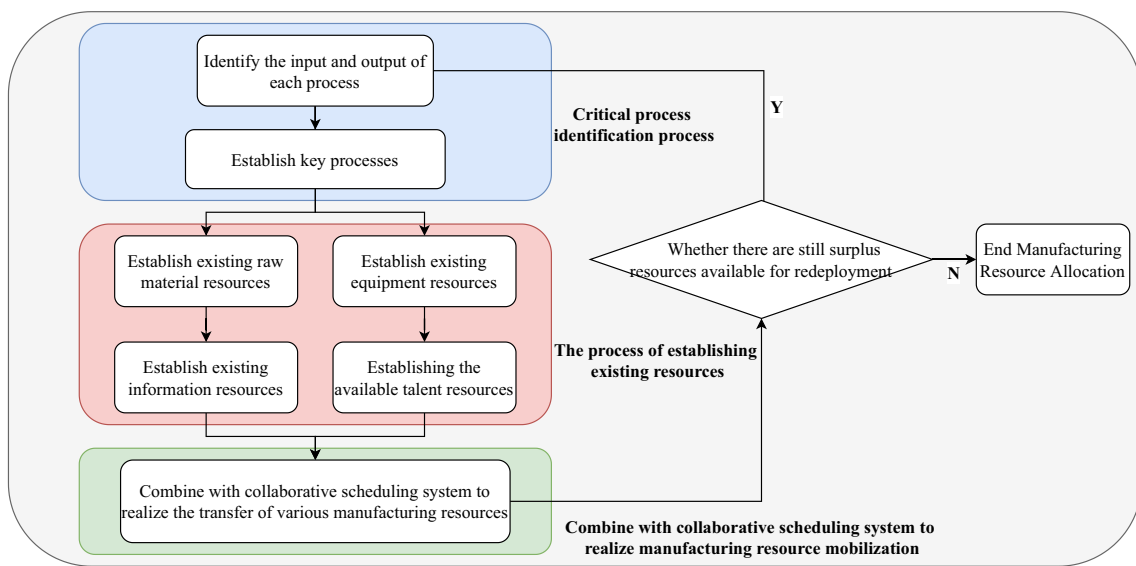 Identify the input and output of
each process
Y
Critical process
identification process
Establish key processes
Establish existing raw
material resources
Establish existing
equipment resources
Whether there are still surplus
resources available for redeployment
N
End Manufacturing
Resource Allocation
Establish existing
information resources
Establishing the
available talent resources
The process of establishing
existing resources
Combine with collaborative scheduling system to
realize the transfer of various manufacturing resources
Combine with collaborative scheduling system to
realize manufacturing resource mobilization